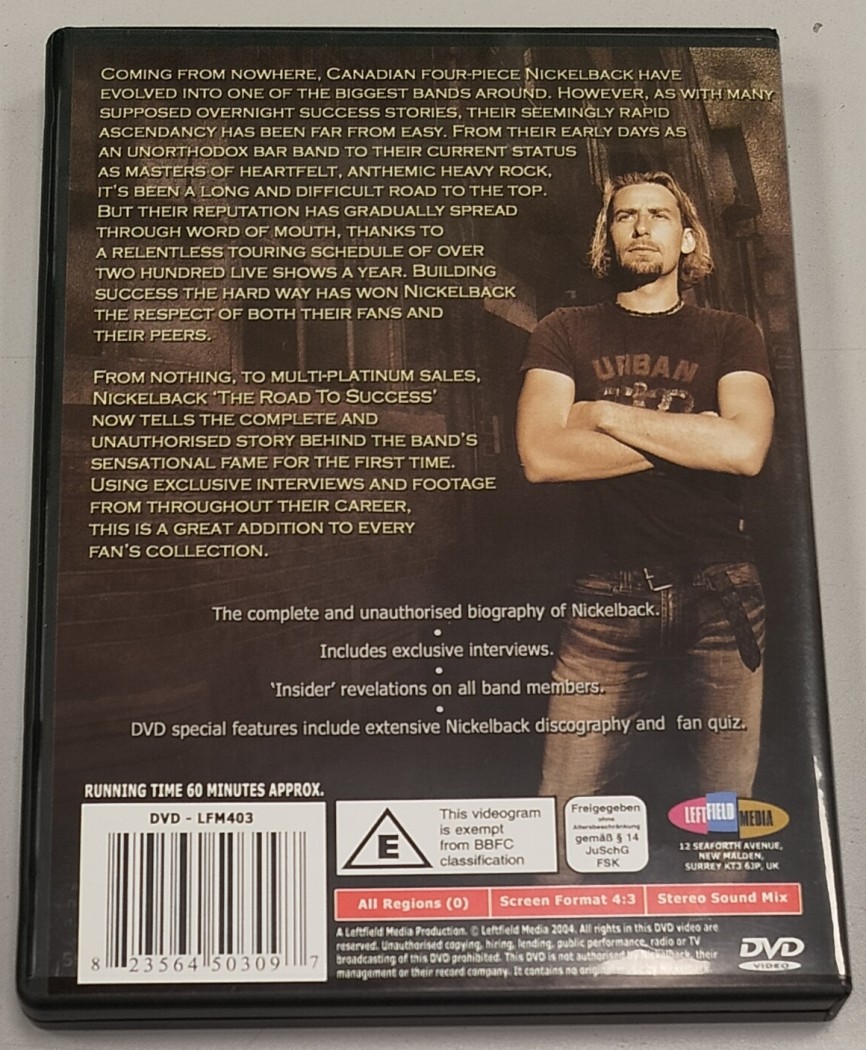 COMING FROM NOWHERE, CANADIAN FOUR-PIECE NICKELBACK HAVE
EVOLVED INTO ONE OF THE BIGGEST BANDS AROUND. HOWEVER, AS WITH MANY
SUPPOSED OVERNIGHT SUCCESS STORIES, THEIR SEEMINGLY RAPID
ASCENDANCY HAS BEEN FAR FROM EASY. FROM THEIR EARLY DAYS AS
AN UNORTHODOX BAR BAND TO THEIR CURRENT STATUS
AS MASTERS OF HEARTFELT, ANTHEMIC HEAVY ROCK,
IT'S BEEN A LONG AND DIFFICULT ROAD TO THE TOP.
BUT THEIR REPUTATION HAS GRADUALLY SPREAD
THROUGH WORD OF MOUTH, THANKS TO
A RELENTLESS TOURING SCHEDULE OF OVER
TWO HUNDRED LIVE SHOWS A YEAR. BUILDING
SUCCESS THE HARD WAY HAS WON NICKELBACK
THE RESPECT OF BOTH THEIR FANS AND
THEIR PEERS.
URBAN
FROM NOTHING, TO MULTI-PLATINUM SALES,
NICKELBACK 'THE ROAD TO SUCCESS'
NOW TELLS THE COMPLETE AND
UNAUTHORISED STORY BEHIND THE BAND'S
SENSATIONAL FAME FOR THE FIRST TIME.
USING EXCLUSIVE INTERVIEWS AND FOOTAGE
FROM THROUGHOUT THEIR CAREER,
THIS IS A GREAT ADDITION TO EVERY
FAN'S COLLECTION.
The complete and unauthorised biography of Nickelback.
•
Includes exclusive interviews.
•
'Insider' revelations on all band members.
•
DVD special features include extensive Nickelback discography and fan quiz.
RUNNING TIME 60 MINUTES APPROX.
DVD - LFM403
8 23564 50309 7
E
This videogram
is exempt
from BBFC
classification
Freigegeben
ohne
Altersbeschränkung
gemäß § 14
JuSchG
FSK
LEFTFIELD MEDIA
12 SEAFORTH AVENUE,
NEW MALDEN,
SURREY KT3 6JP, UK
All Regions (0)
Screen Format 4:3
Stereo Sound Mix
A Leftfield Media Production. © Leftfield Media 2004. All rights in this DVD video are
reserved. Unauthorised copying, hiring, lending, public performance, radio or TV
broadcasting of this DVD prohibited. This DVD is not authorised by Nickelback, their
management or their record company. It contains no
DVD
VIDEO